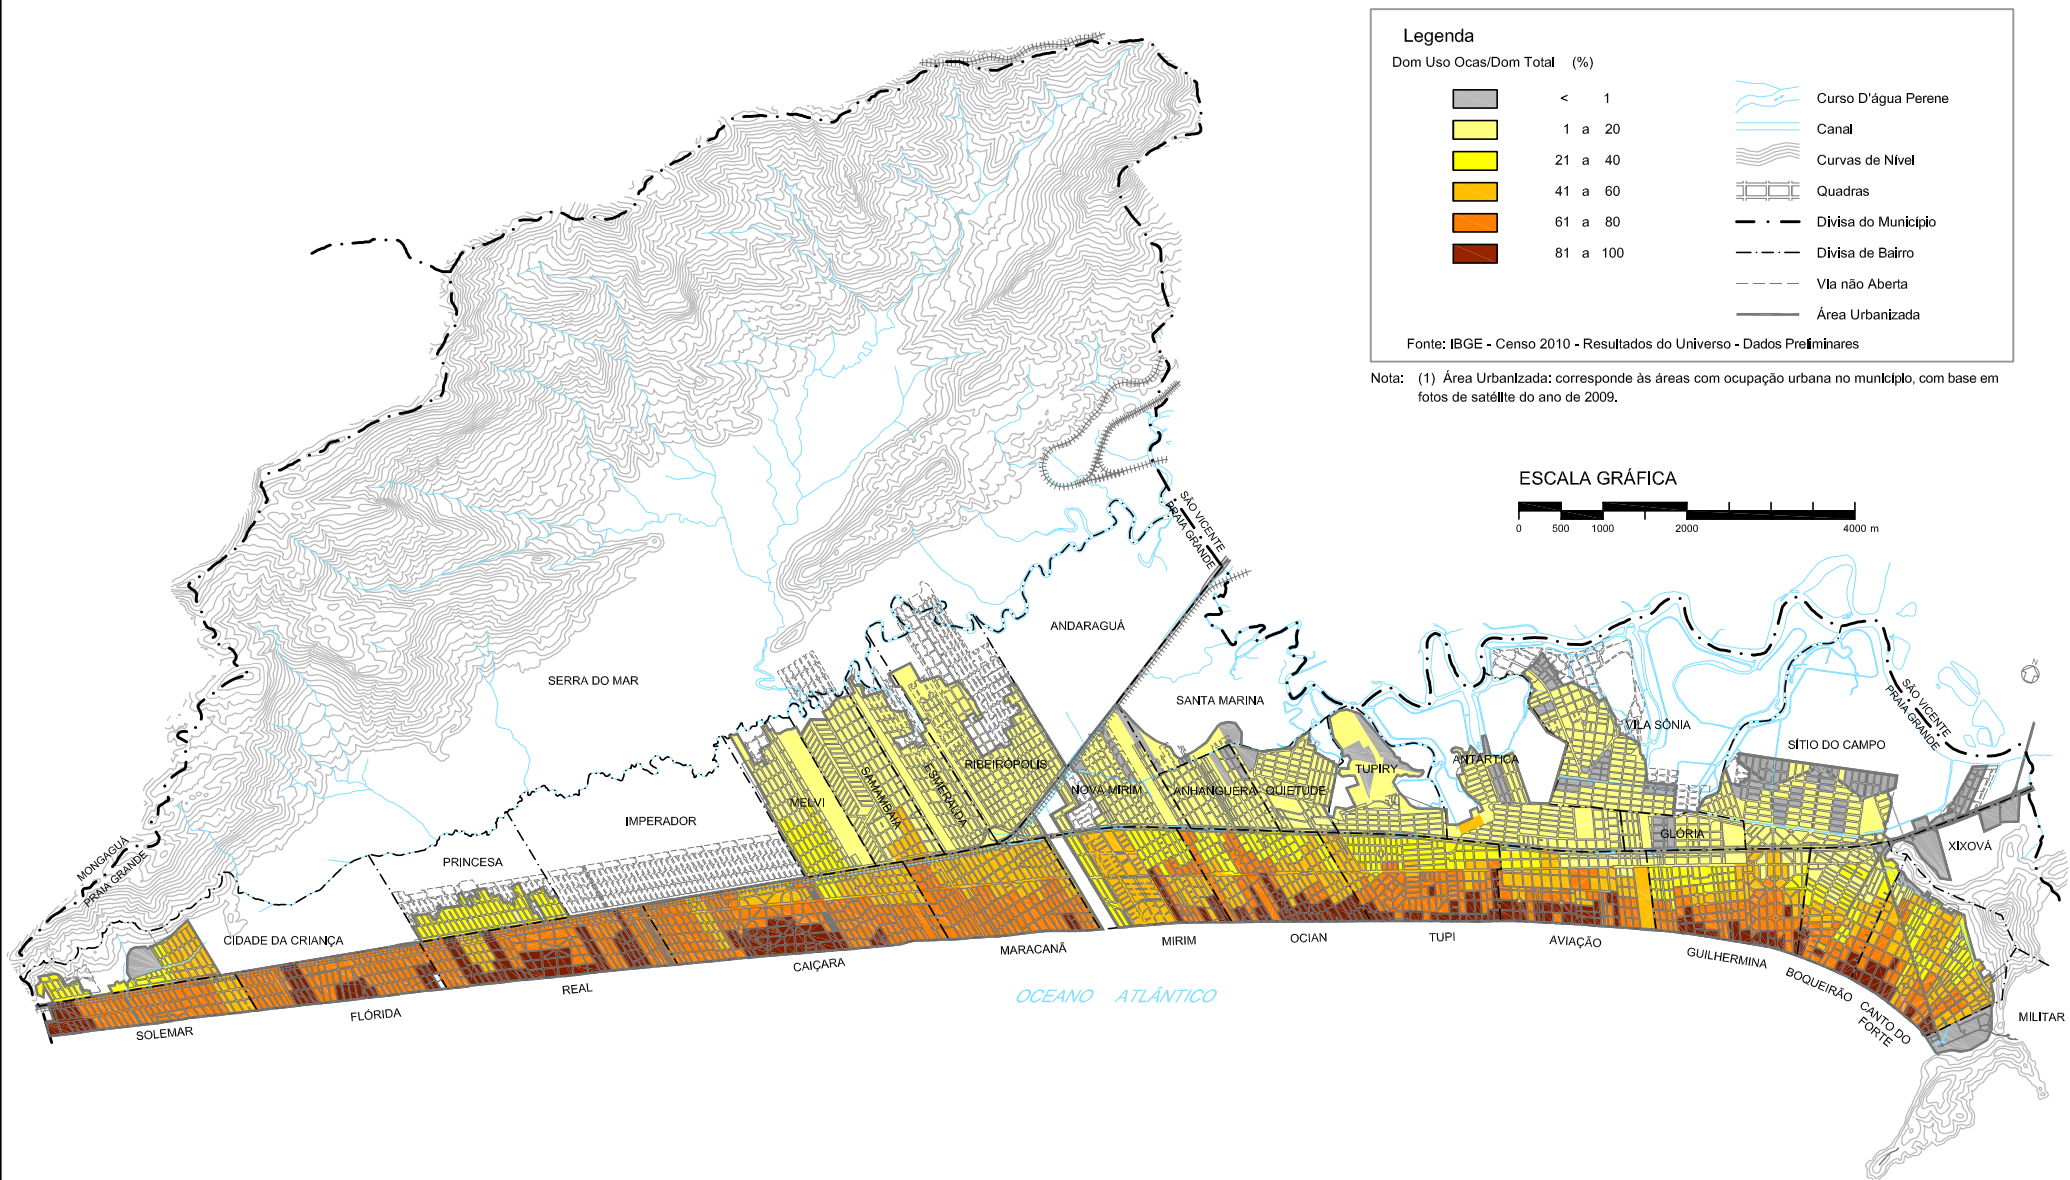 Legenda
Dom Uso Ocas/Dom Total (%)
< 1
1 a 20
21 a 40
41 a 60
61 a 80
81 a 100
Curso D'água Perene
Canal
Curvas de Nível
Quadras
Divisa do Município
Divisa de Bairro
Via não Aberta
Área Urbanizada
Fonte: IBGE - Censo 2010 - Resultados do Universo - Dados Preliminares
Nota: (1) Área Urbanizada: corresponde às áreas com ocupação urbana no município, com base em
fotos de satélite do ano de 2009.
ESCALA GRÁFICA
0 500 1000 2000 4000 m
N
SÃO VICENTE
PRAIA GRANDE
ANDARAGUÁ
SERRA DO MAR
SANTA MARINA
VILA SÔNIA
SÍTIO DO CAMPO
SÃO VICENTE
PRAIA GRANDE
RIBEIRÓPOLIS
TUPIRY
ANTÁRTICA
MELVI
SAMAMBAIA
ESMERALDA
NOVA MIRIM
ANHANGUERA
QUIETUDE
IMPERADOR
GLÓRIA
XIXOVÁ
PRINCESA
MONGAGUÁ
PRAIA GRANDE
CIDADE DA CRIANÇA
MARACANÃ
MIRIM
OCIAN
TUPI
AVIAÇÃO
GUILHERMINA
BOQUEIRÃO
CANTO DO
FORTE
MILITAR
CAIÇARA
REAL
FLÓRIDA
SOLEMAR
OCEANO ATLÂNTICO